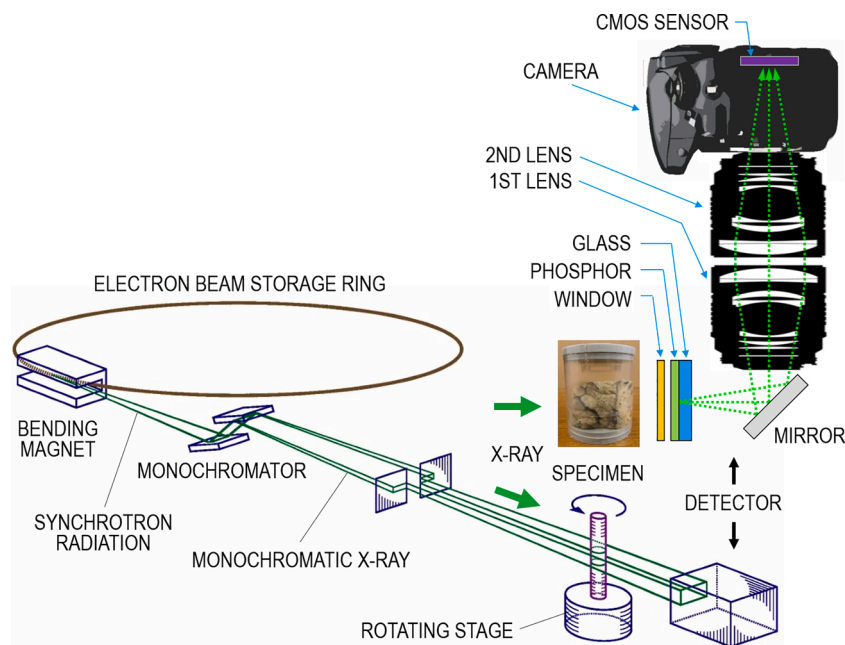 CMOS SENSOR
CAMERA
2ND LENS
1ST LENS
GLASS
PHOSPHOR
WINDOW
ELECTRON BEAM STORAGE RING
BENDING
MAGNET
MONOCHROMATOR
SYNCHROTRON
RADIATION
MONOCHROMATIC X-RAY
X-RAY
SPECIMEN
MIRROR
DETECTOR
ROTATING STAGE